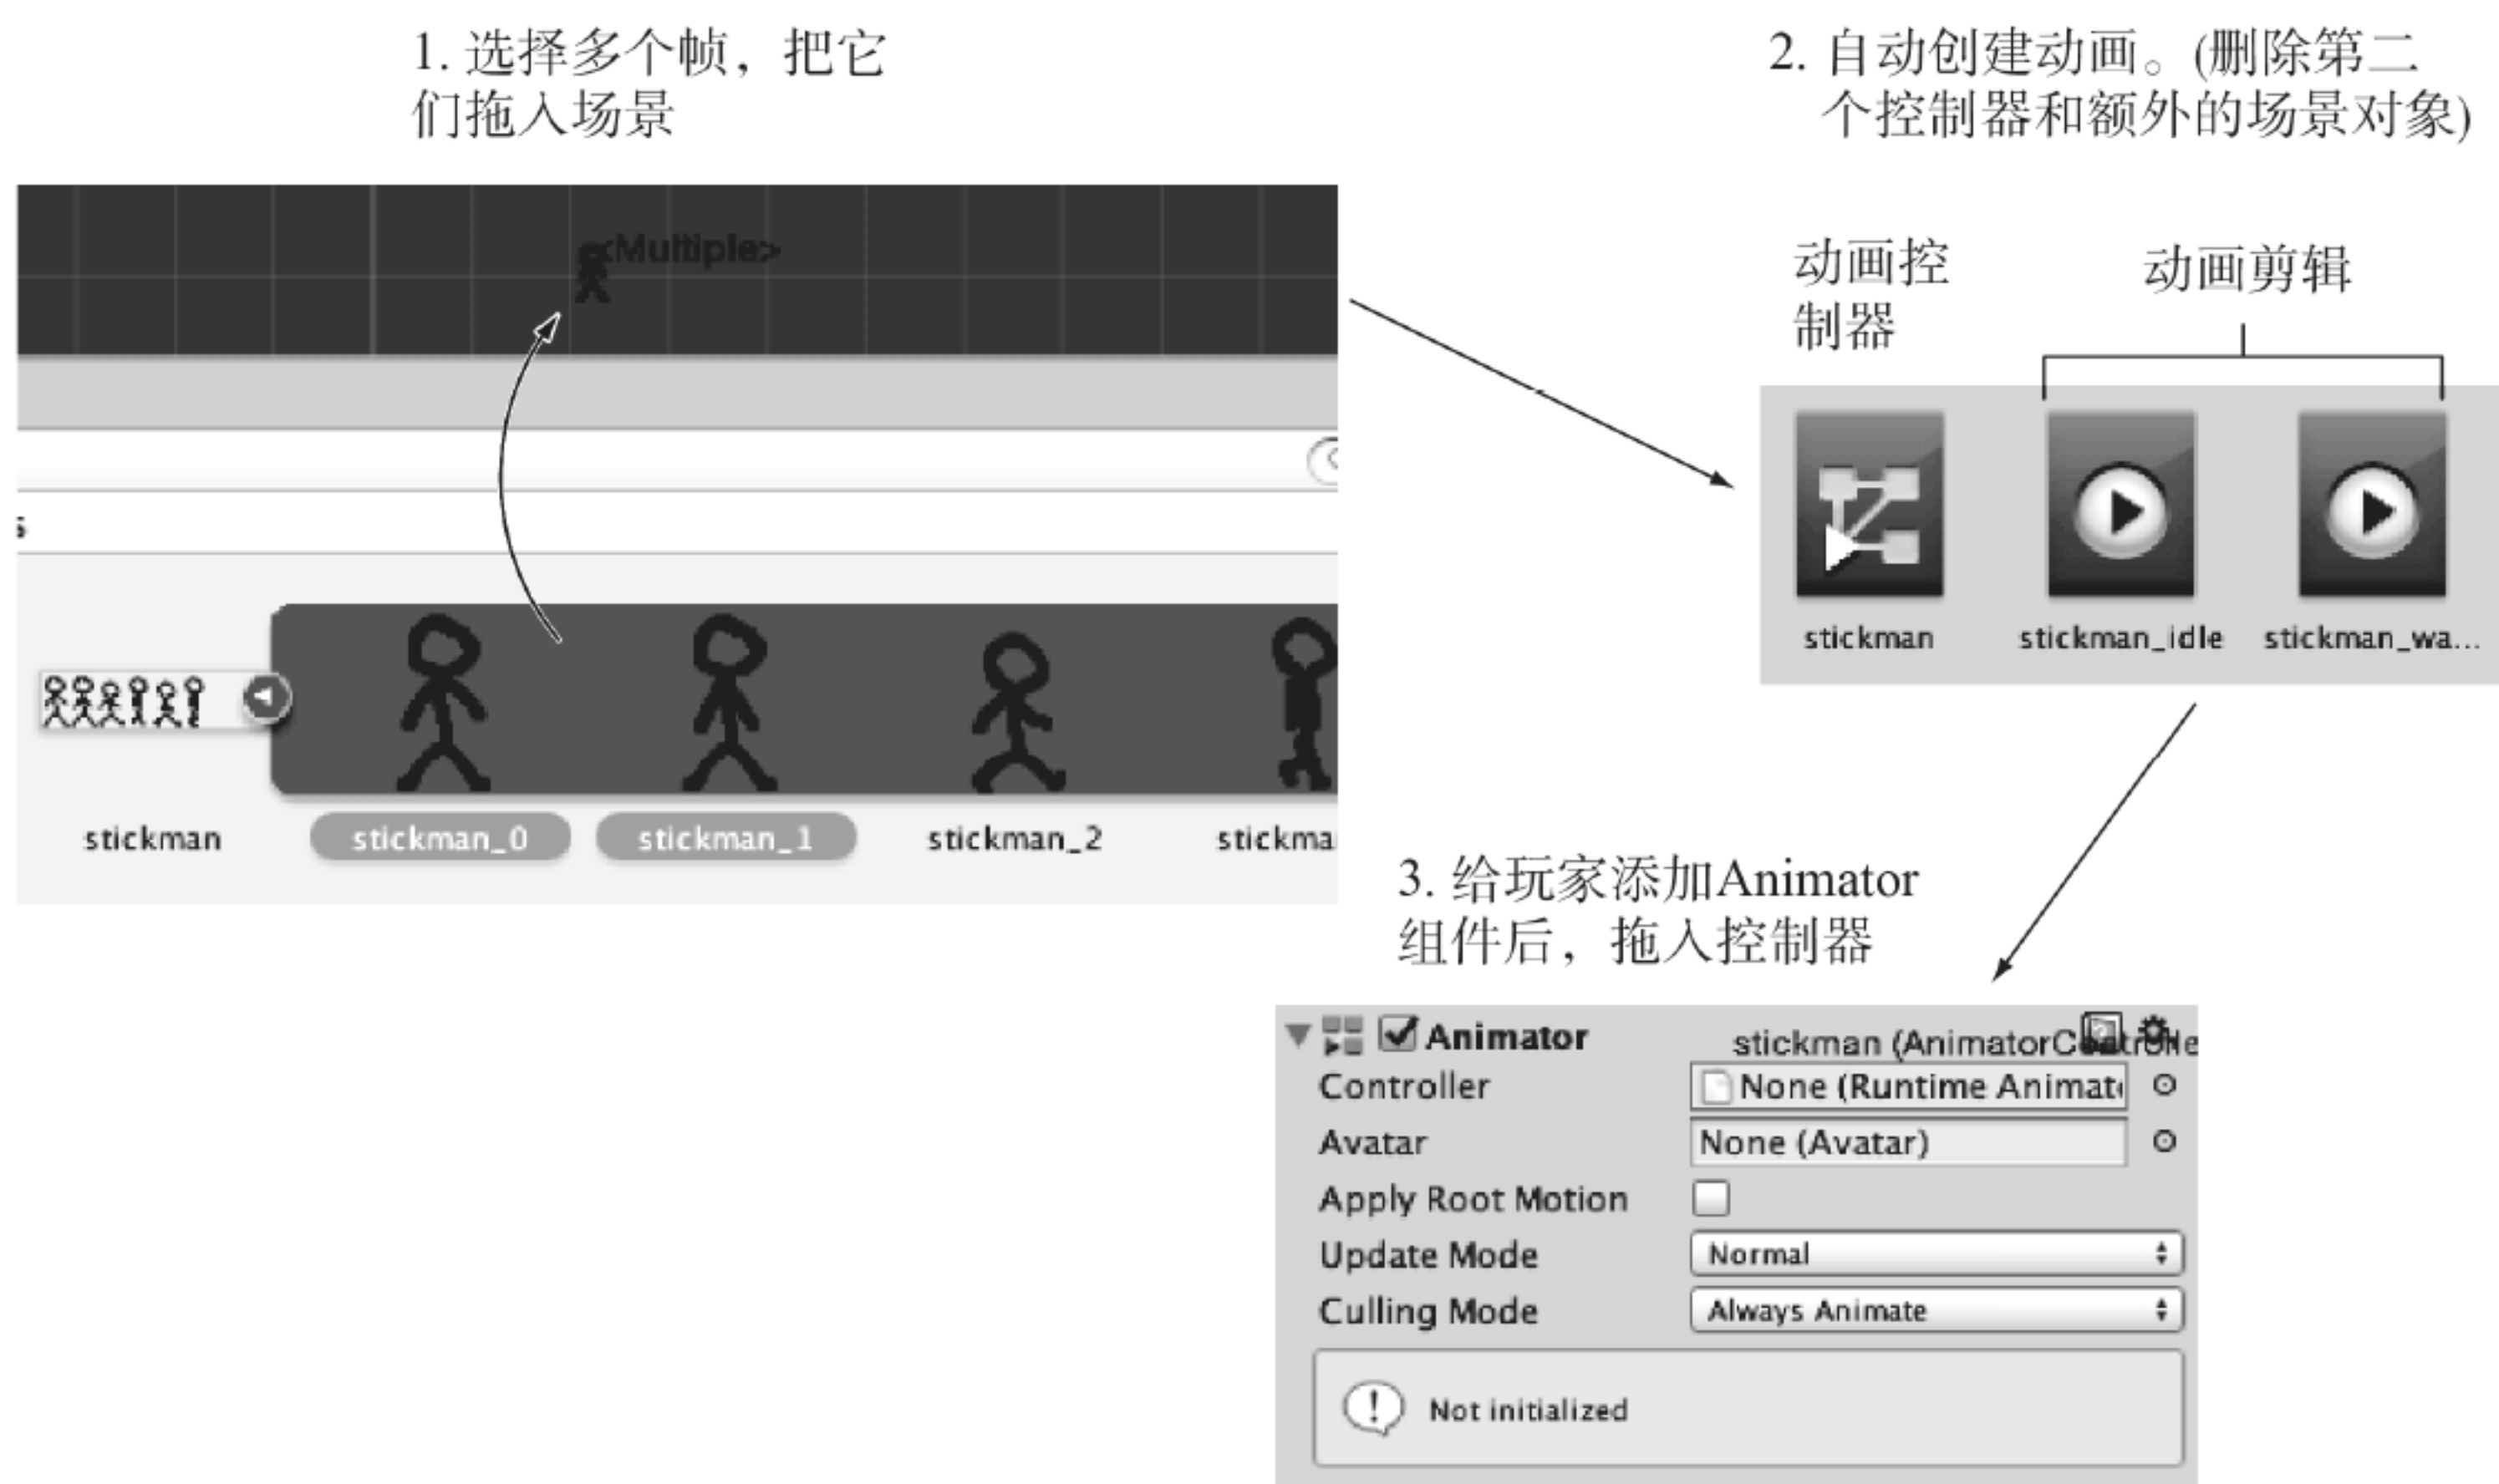 1. 选择多个帧，把它
们拖入场景
2. 自动创建动画。(删除第二
个控制器和额外的场景对象)
<Multiple>
动画控
制器
动画剪辑
s
stickman
stickman_idle
stickman_wa...
stickman
stickman_0
stickman_1
stickman_2
stickma
3. 给玩家添加Animator
组件后，拖入控制器
Animator
stickman (AnimatorControlle
Controller
None (Runtime Animat
Avatar
None (Avatar)
Apply Root Motion
Update Mode
Normal
Culling Mode
Always Animate
Not initialized